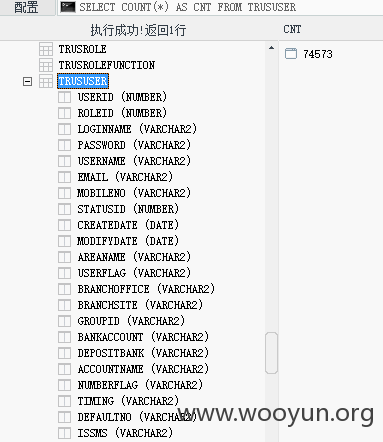 配置 SELECT COUNT(*) AS CNT FROM TRUSUSER
执行成功!返回1行 CNT
74573
TRUSROLE
TRUSROLEFUNCTION
TRUSUSER
USERID (NUMBER)
ROLEID (NUMBER)
LOGINNAME (VARCHAR2)
PASSWORD (VARCHAR2)
USERNAME (VARCHAR2)
EMAIL (VARCHAR2)
MOBILENO (VARCHAR2)
STATUSID (NUMBER)
CREATEDATE (DATE)
MODIFYDATE (DATE)
AREANAME (VARCHAR2)
USERFLAG (VARCHAR2)
BRANCHOFFICE (VARCHAR2)
BRANCHSITE (VARCHAR2)
GROUPID (VARCHAR2)
BANKACCOUNT (VARCHAR2)
DEPOSITBANK (VARCHAR2)
ACCOUNTNAME (VARCHAR2)
NUMBERFLAG (VARCHAR2)
TIMING (VARCHAR2)
DEFAULTNO (VARCHAR2)
ISSMS (VARCHAR2)
www.wooyun.org